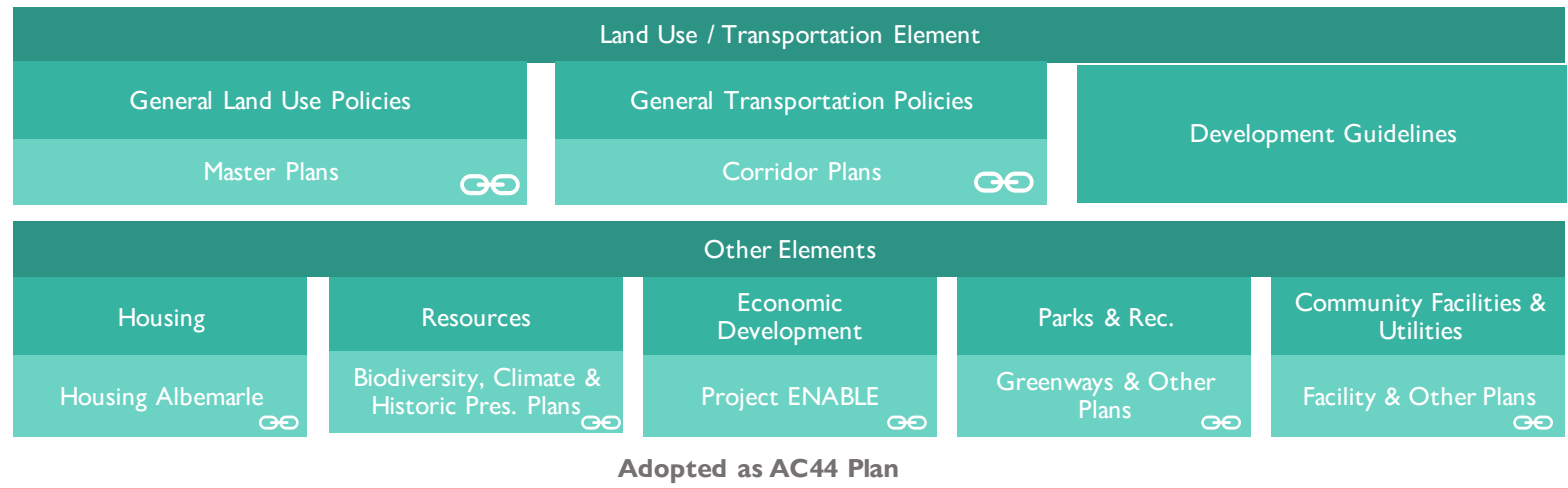 Land Use / Transportation Element
General Land Use Policies
General Transportation Policies
Development Guidelines
Master Plans
Corridor Plans
Other Elements
Housing
Resources
Economic
Development
Parks & Rec.
Community Facilities &
Utilities
Housing Albemarle
Biodiversity, Climate &
Historic Pres. Plans
Project ENABLE
Greenways & Other
Plans
Facility & Other Plans
Adopted as AC44 Plan